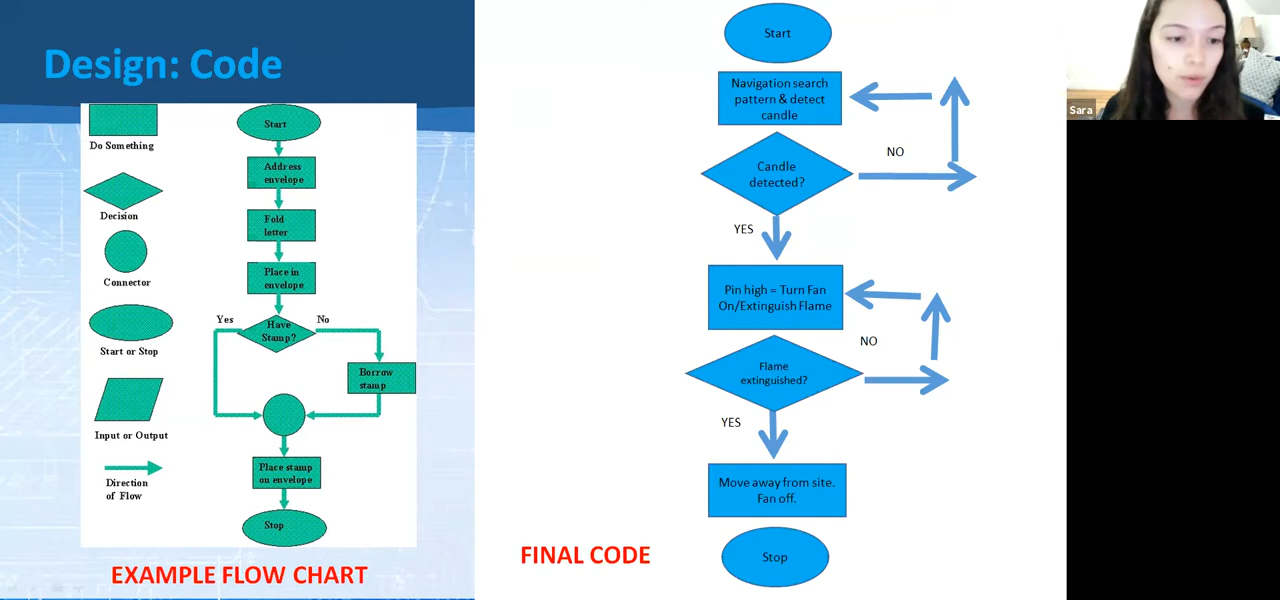 Design: Code
Do Something
Decision
Connector
Start or Stop
Input or Output
Direction
of Flow
Start
Address
envelope
Fold
letter
Place in
envelope
Yes
No
Have
Stamp?
Borrow
stamp
Place stamp
on envelope
Stop
EXAMPLE FLOW CHART
Start
Navigation search
pattern & detect
candle
Candle
detected?
NO
YES
Pin high = Turn Fan
On/Extinguish Flame
NO
Flame
extinguished?
YES
Move away from site.
Fan off.
Stop
FINAL CODE
Sara